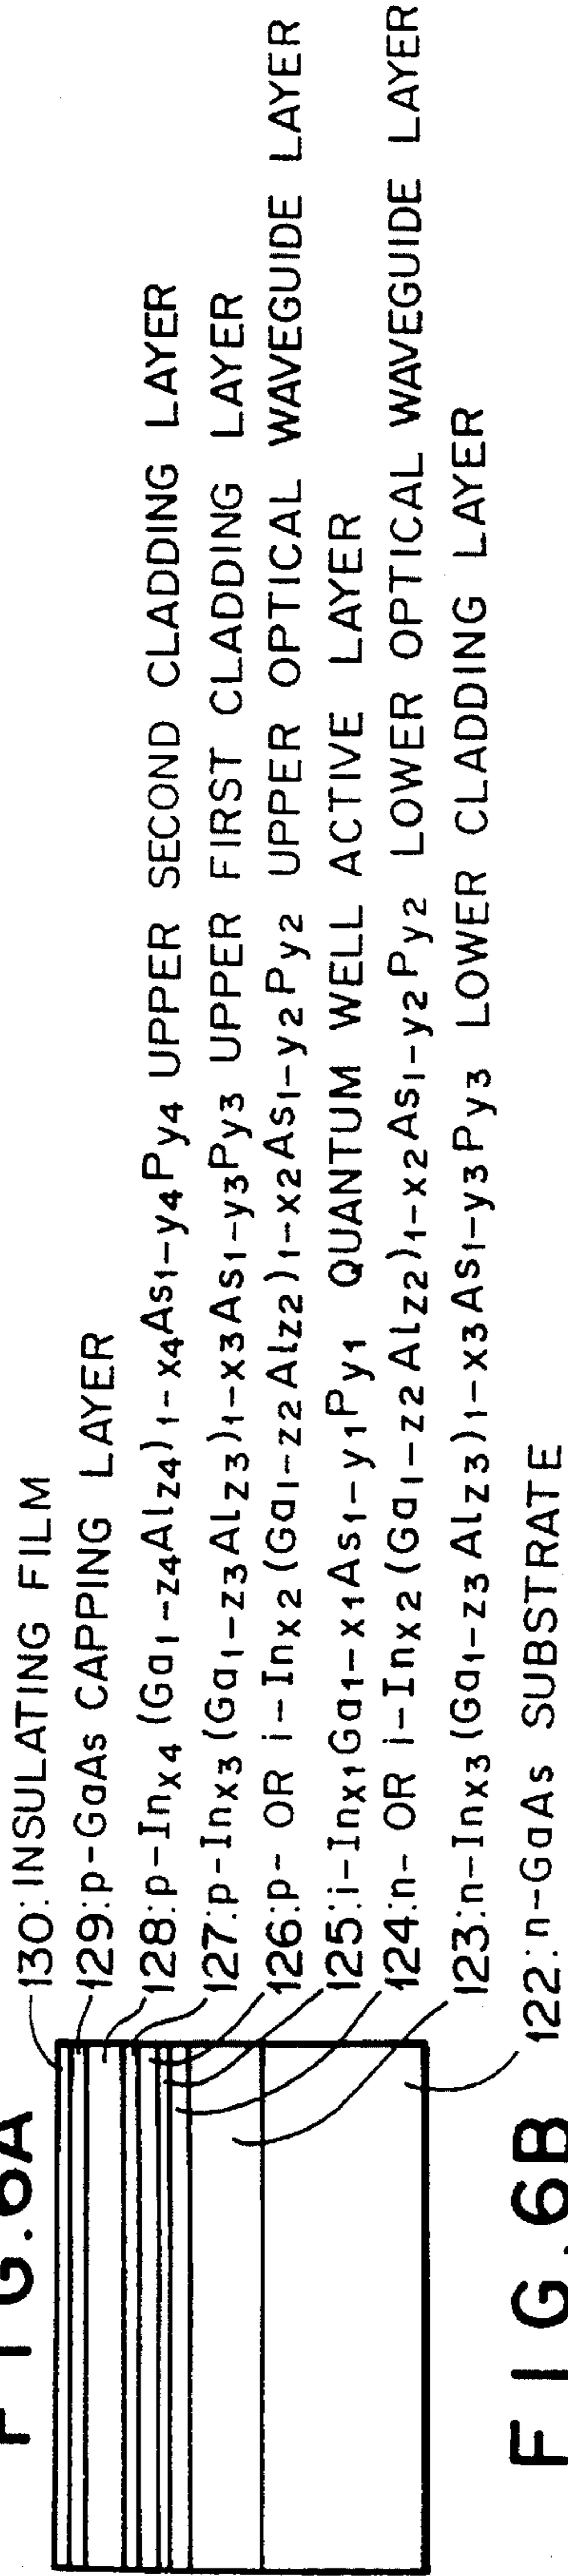 FIG. 6A
130: INSULATING FILM
129: p-GaAs CAPPING LAYER
128: p-Inx4 (Ga1-z4Alz4)1-x4As1-y4Py4 UPPER SECOND CLADDING LAYER
127: p-Inx3 (Ga1-z3Alz3)1-x3As1-y3Py3 UPPER FIRST CLADDING LAYER
126: p- OR i-Inx2 (Ga1-z2Alz2)1-x2As1-y2Py2 UPPER OPTICAL WAVEGUIDE LAYER
125: i-Inx1Ga1-x1As1-y1Py1 QUANTUM WELL ACTIVE LAYER
124: n- OR i-Inx2 (Ga1-z2Alz2)1-x2As1-y2Py2 LOWER OPTICAL WAVEGUIDE LAYER
123: n-Inx3 (Ga1-z3Alz3)1-x3As1-y3Py3 LOWER CLADDING LAYER
122: n-GaAs SUBSTRATE
FIG. 6B